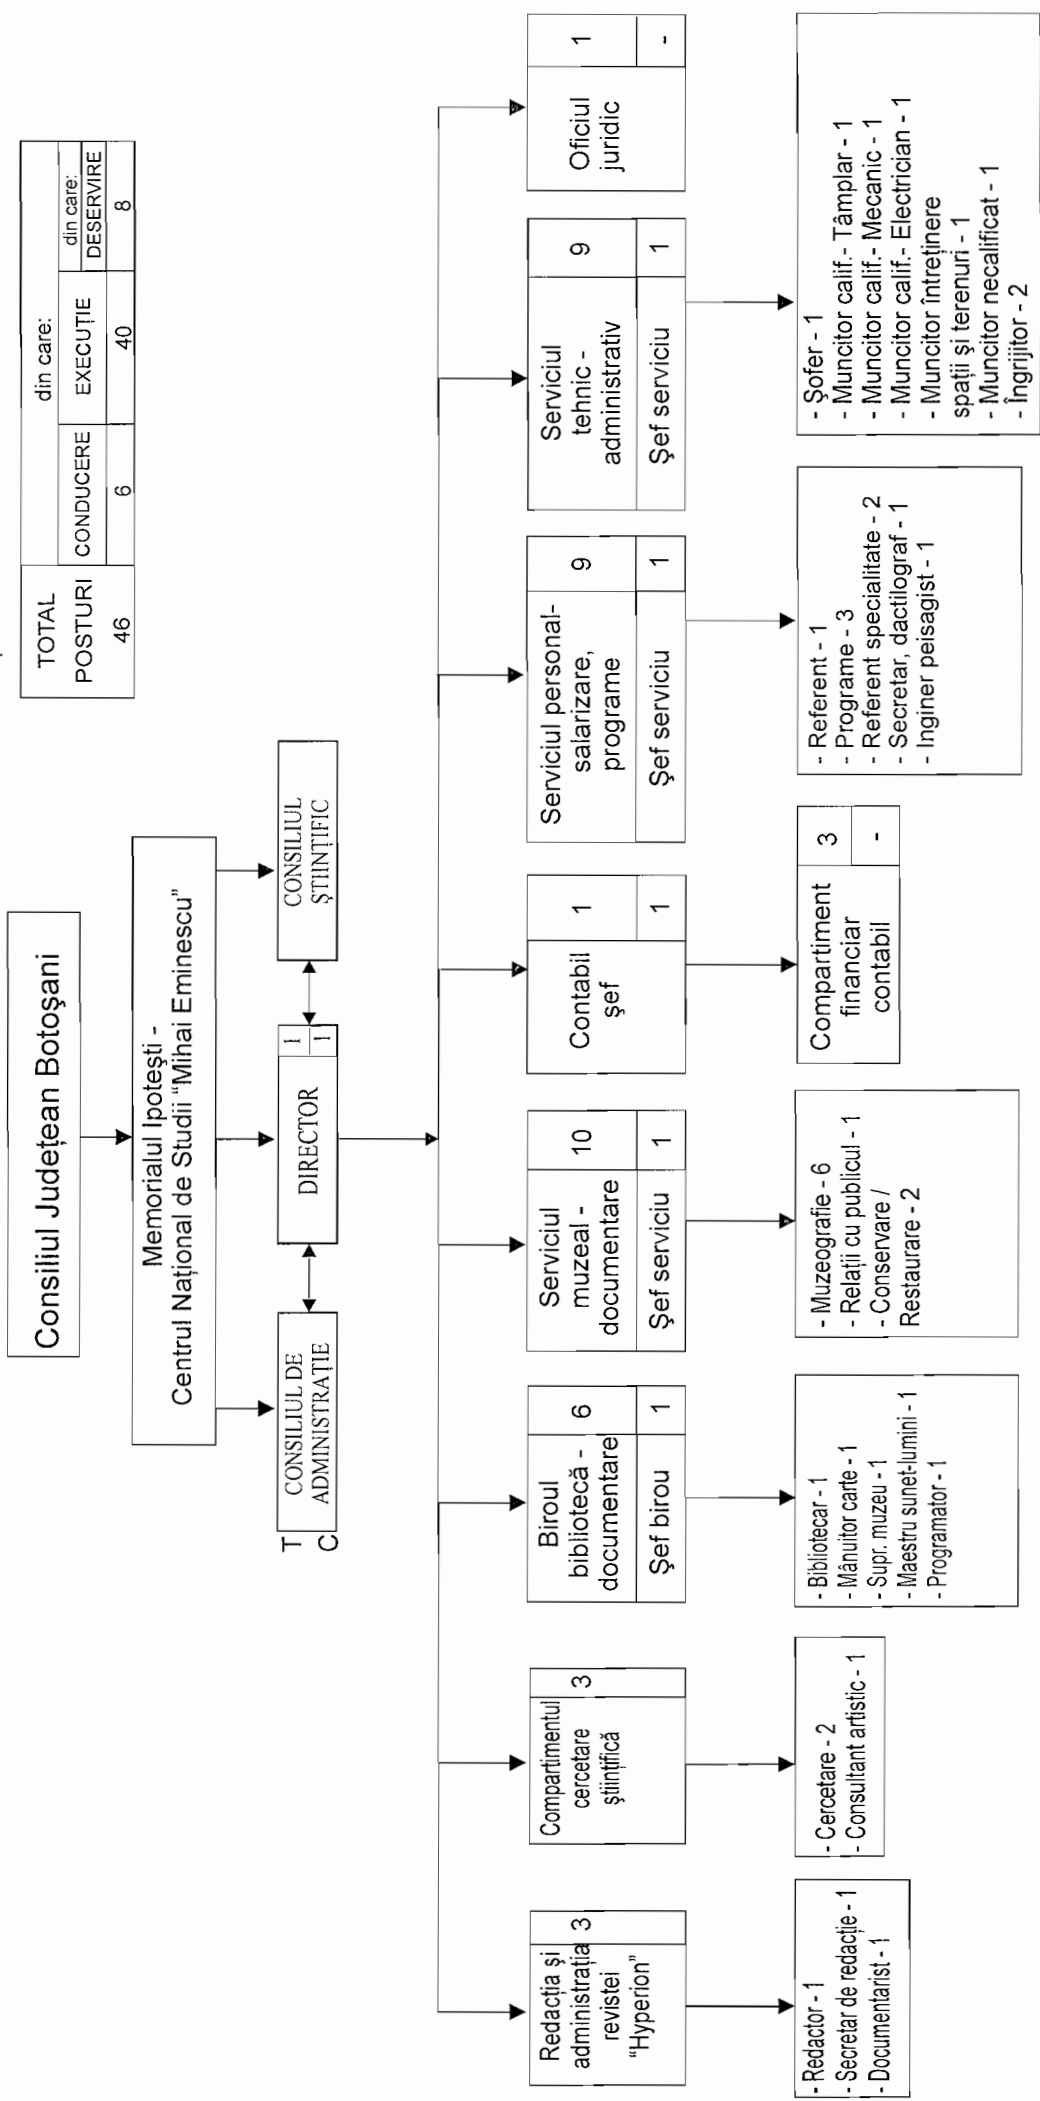 Consiliul Județean Botoșani
Memorialul Ipotești -
Centrul Național de Studii "Mihai Eminescu"
TOTAL
POSTURI
din care:
CONDUCERE
EXECUȚIE
din care:
DESERVIRE
46
6
40
8
T
C
CONSILIUL DE
ADMINISTRAȚIE
DIRECTOR
1
1
CONSILIUL
ȘTIINȚIFIC
Redacția și
administrația
revistei
"Hyperion"
3
Compartimentul
cercetare
științifică
3
Biroul
bibliotecă -
documentare
6
Șef birou
1
Serviciul
muzeal -
documentare
10
Șef serviciu
1
Contabil
șef
1
1
Serviciul personal-
salarizare,
programe
9
Șef serviciu
1
Serviciul
tehnic -
administrativ
9
Șef serviciu
1
Oficiul
juridic
1
-
- Redactor - 1
- Secretar de redacție - 1
- Documentarist - 1
- Cercetare - 2
- Consultant artistic - 1
- Bibliotecar - 1
- Mânuitor carte - 1
- Supr. muzeu - 1
- Maestru sunet-lumini - 1
- Programator - 1
- Muzeografie - 6
- Relații cu publicul - 1
- Conservare /
Restaurare - 2
Compartiment
financiar
contabil
3
-
- Referent - 1
- Programe - 3
- Referent specialitate - 2
- Secretar, dactilograf - 1
- Inginer peisagist - 1
- Șofer - 1
- Muncitor calif.- Tâmplar - 1
- Muncitor calif.- Mecanic - 1
- Muncitor calif.- Electrician - 1
- Muncitor întreținere
spații și terenuri - 1
- Muncitor necalificat - 1
- Îngrijitor - 2